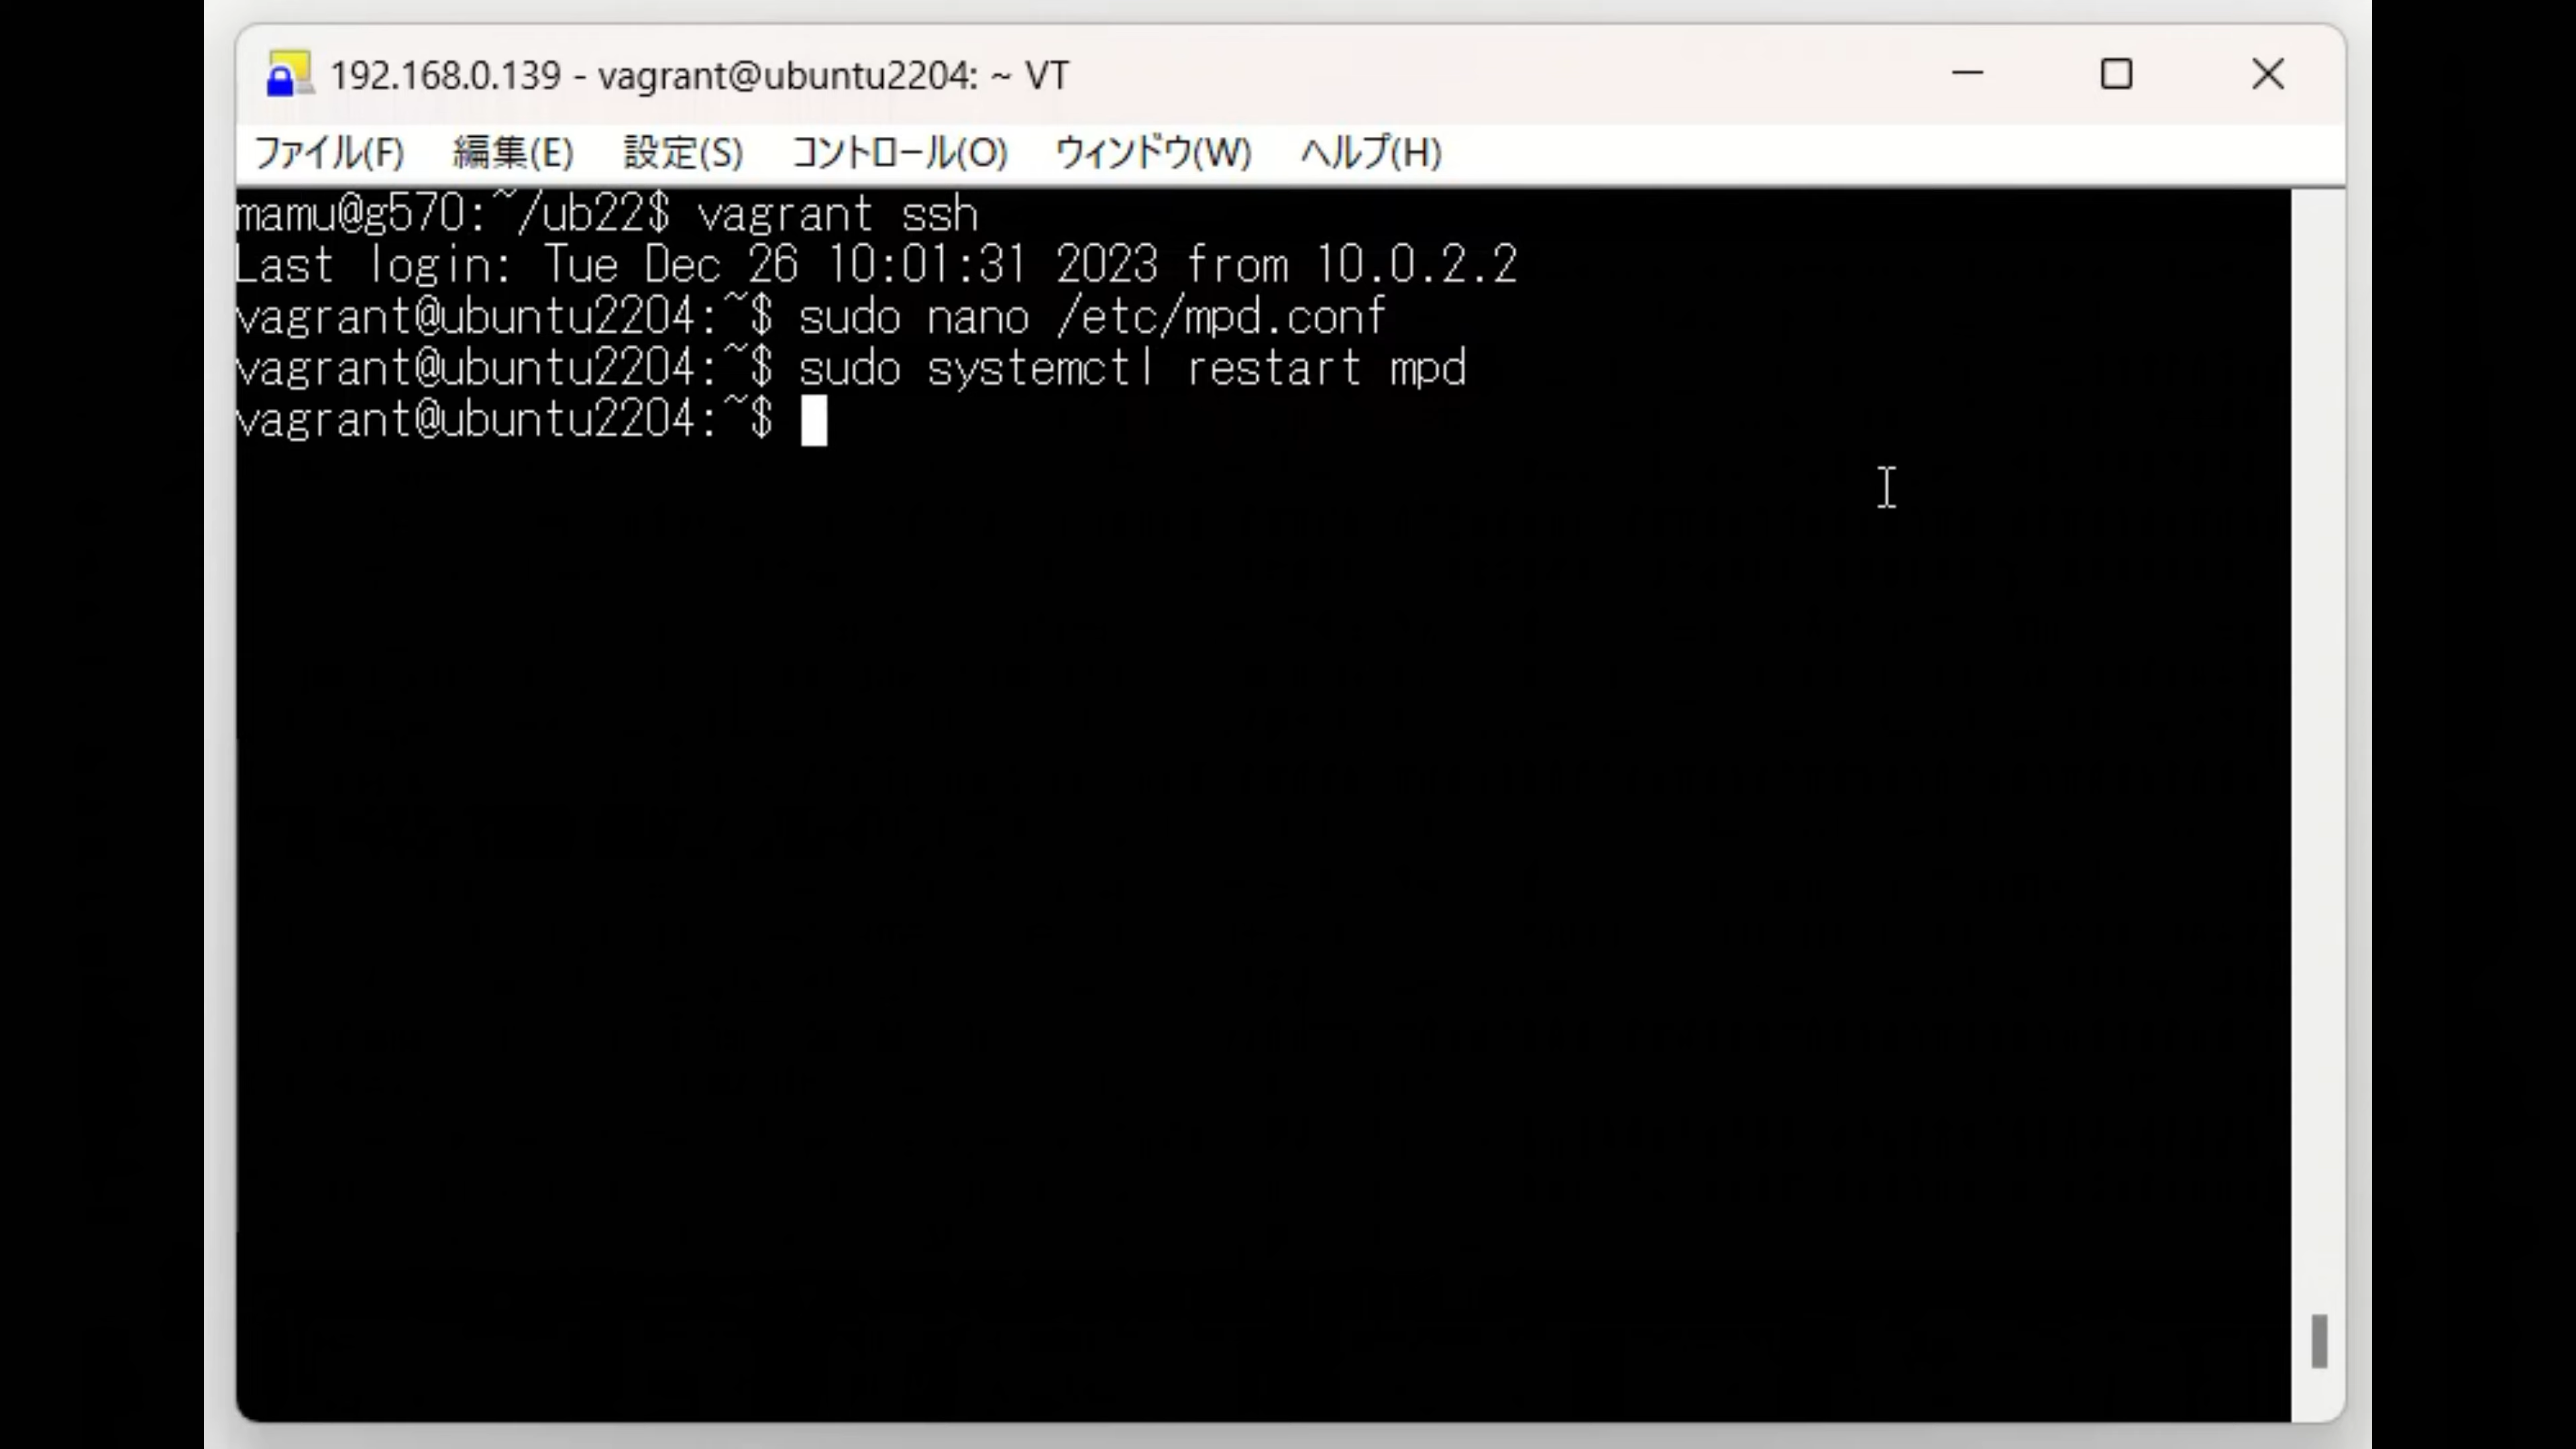 192.168.0.139 - vagrant@ubuntu2204: ~ VT
ファイル(F) 編集(E) 設定(S) コントロール(O) ウィンドウ(W) ヘルプ(H)
mamu@g570:~/ub22$ vagrant ssh
Last login: Tue Dec 26 10:01:31 2023 from 10.0.2.2
vagrant@ubuntu2204:~$ sudo nano /etc/mpd.conf
vagrant@ubuntu2204:~$ sudo systemctl restart mpd
vagrant@ubuntu2204:~$